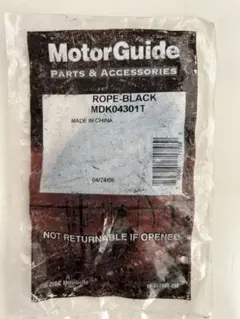 MotorGuide
PARTS & ACCESSORIES
ROPE-BLACK
MDK04301T
MADE IN CHINA
04/24/06
NOT RETURNABLE IF OPENED